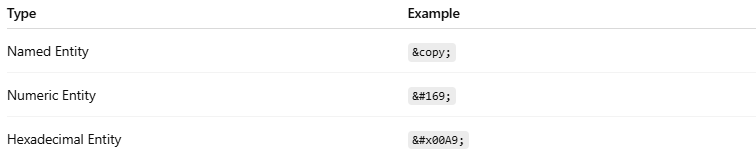 Type Example
Named Entity &copy;
Numeric Entity &#169;
Hexadecimal Entity &#x00A9;